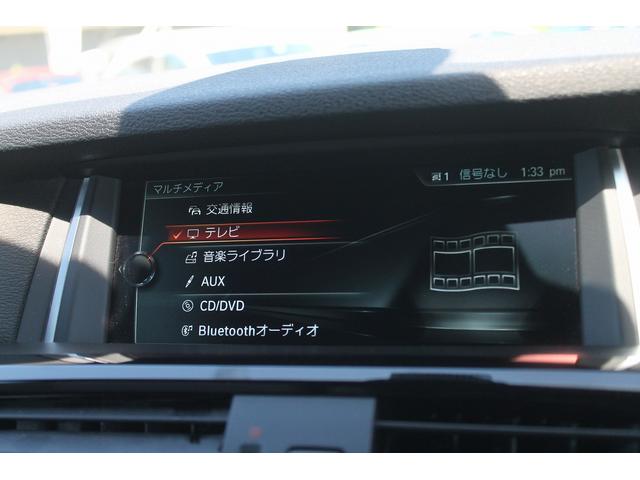 マルチメディア
1 信号なし 1:33 pm
交通情報
テレビ
音楽ライブラリ
AUX
CD/DVD
Bluetoothオーディオ